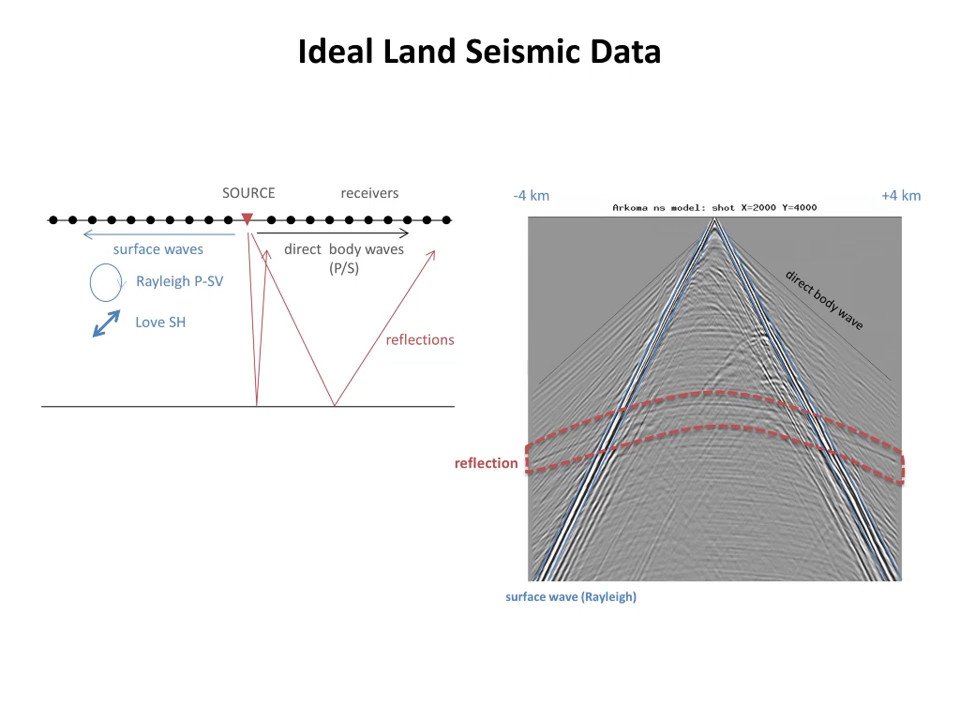 Ideal Land Seismic Data
SOURCE
receivers
surface waves
direct body waves
(P/S)
Rayleigh P-SV
Love SH
reflections
-4 km
+4 km
Arkoma ns model: shot X=2000 Y=4000
direct body wave
reflection
surface wave (Rayleigh)